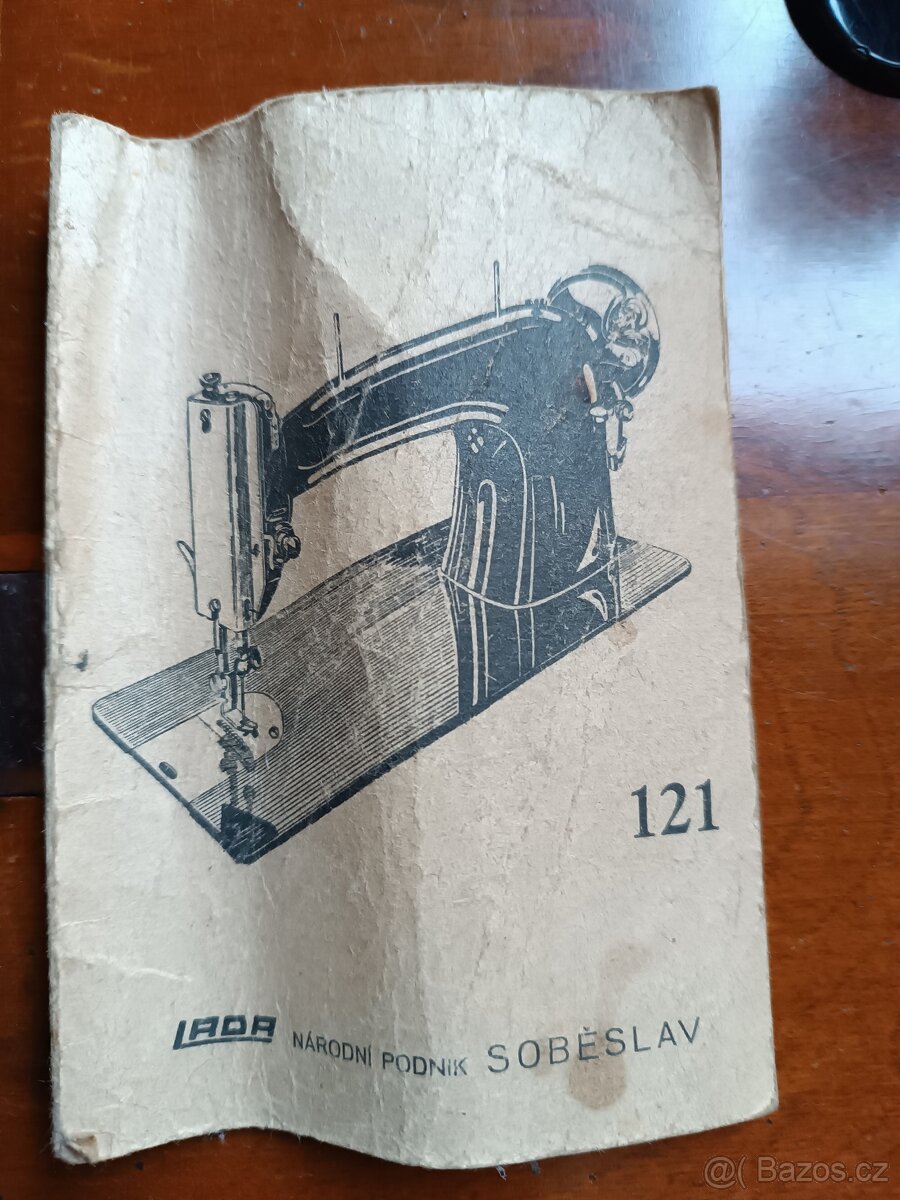 121
LADA NÁRODNÍ PODNIK SOBĚSLAV
@( Bazos.cz